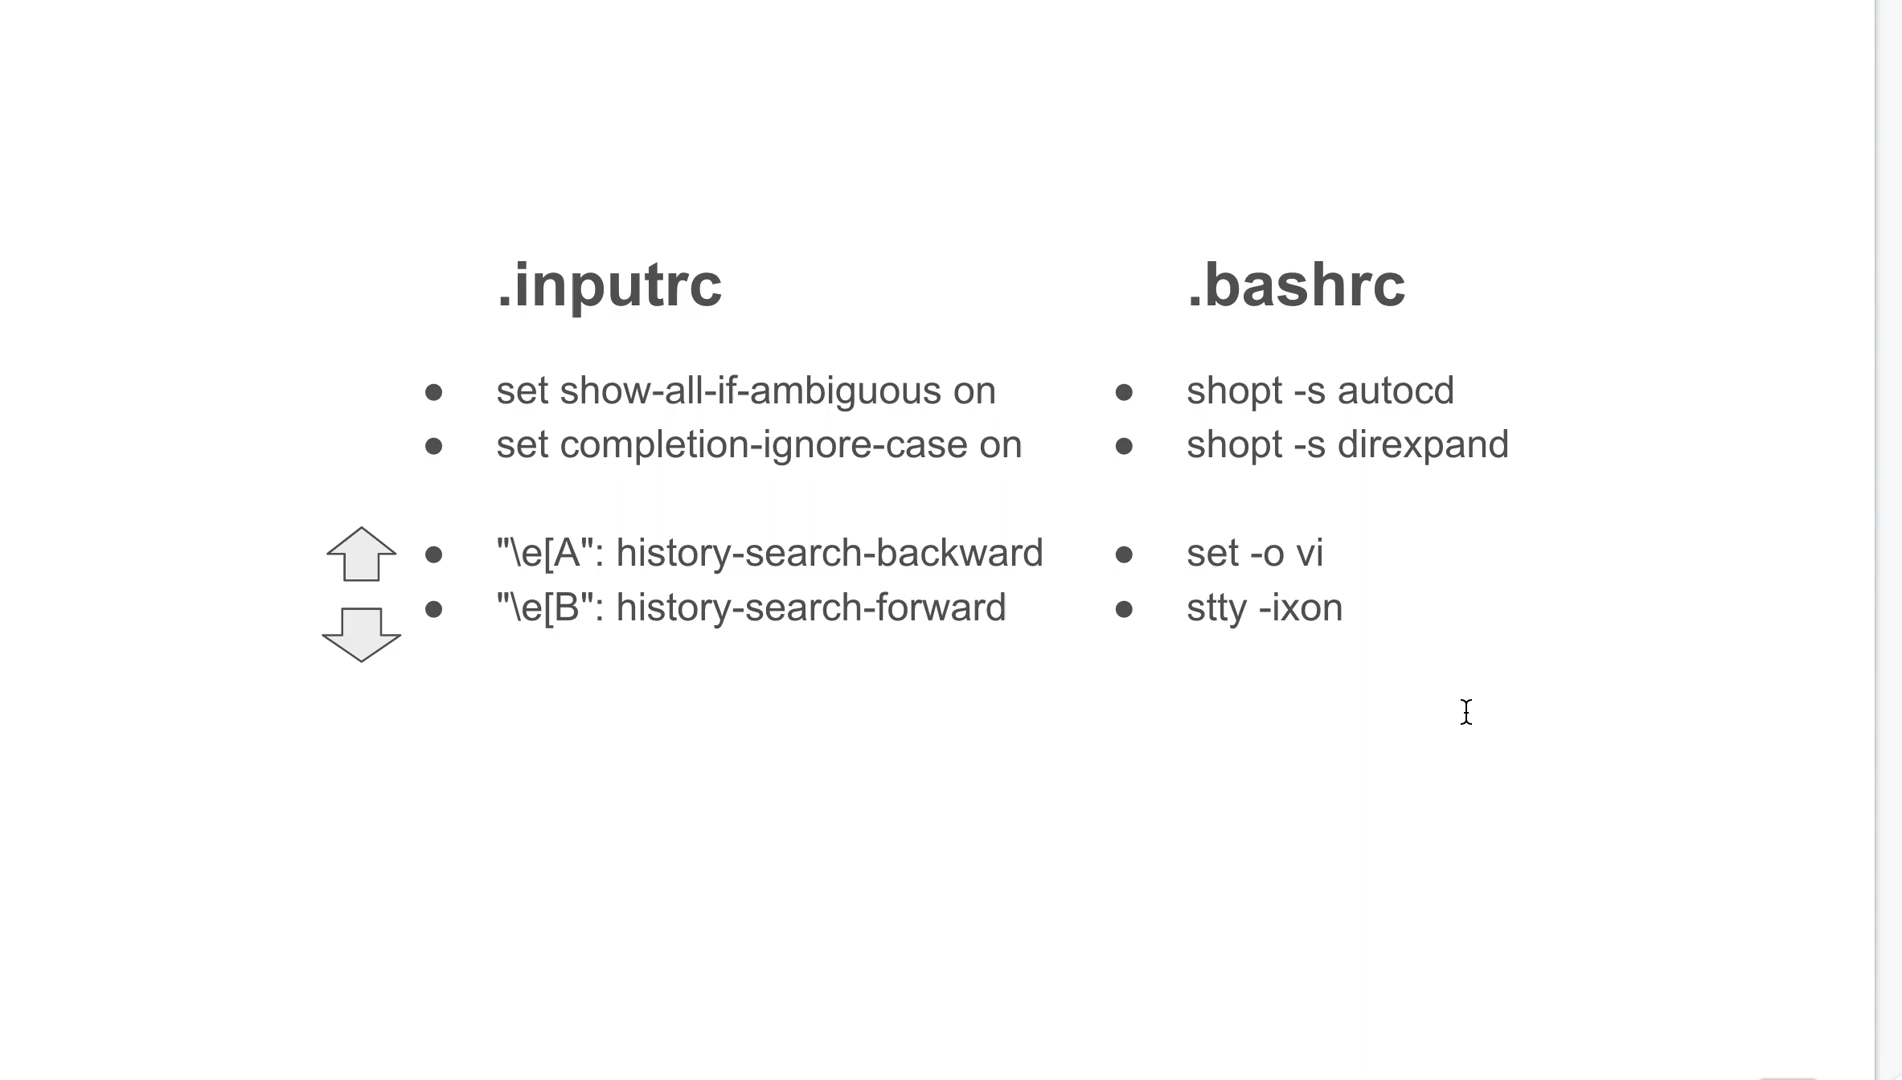 .inputrc
set show-all-if-ambiguous on
set completion-ignore-case on
"\e[A": history-search-backward
"\e[B": history-search-forward
.bashrc
shopt -s autocd
shopt -s direxpand
set -o vi
stty -ixon